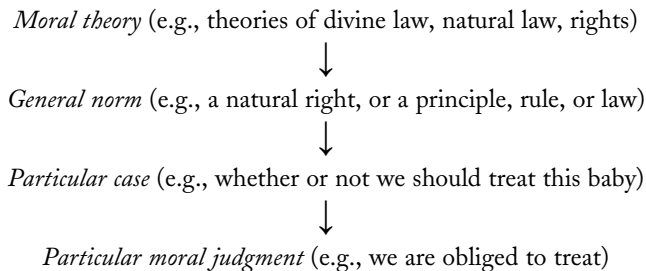 Moral theory (e.g., theories of divine law, natural law, rights)
General norm (e.g., a natural right, or a principle, rule, or law)
Particular case (e.g., whether or not we should treat this baby)
Particular moral judgment (e.g., we are obliged to treat)